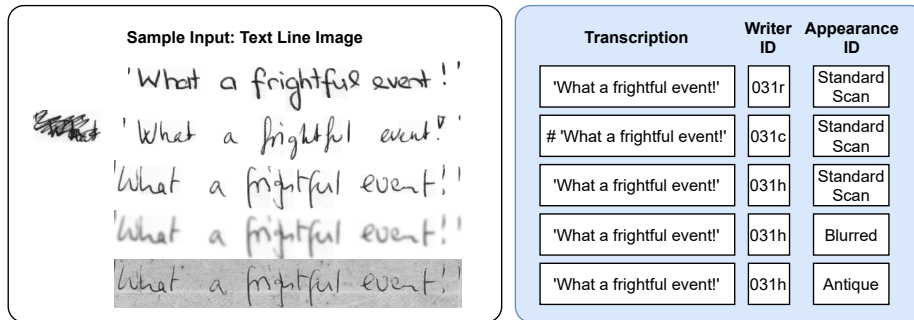 Sample Input: Text Line Image
'What a frightful event!'
'What a frightful event!'
'What a frightful event!'
'What a frightful event!'
'What a frightful event!'
Transcription Writer ID Appearance ID
'What a frightful event!' 031r Standard Scan
# 'What a frightful event!' 031c Standard Scan
'What a frightful event!' 031h Standard Scan
'What a frightful event!' 031h Blurred
'What a frightful event!' 031h Antique